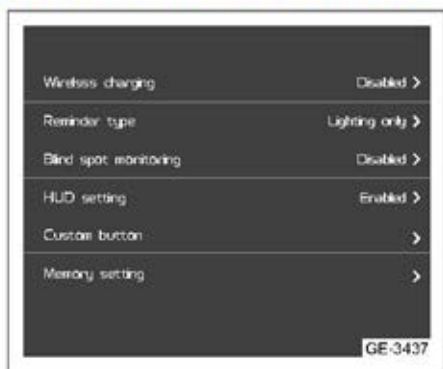 Wirelsss charging Disabled >
Reminder type Lighting only >
Blind spot monitoring Disabled >
HUD setting Enabled >
Custom button >
Memory setting >
GE-3437